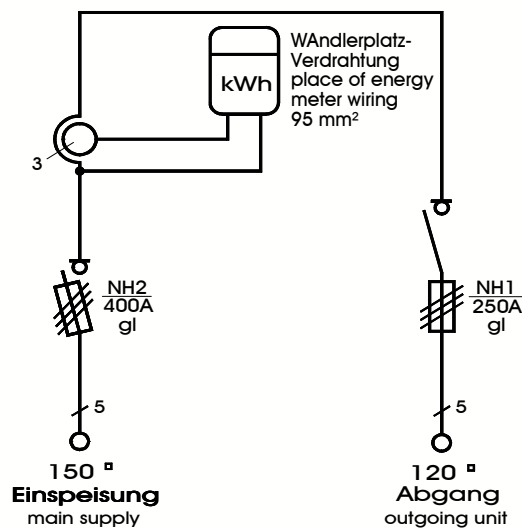 kWh
WAndlerplatz-
Verdrahtung
place of energy
meter wiring
95 mm²
3
NH2
400A
gl
NH1
250A
gl
5
5
150 □
Einspeisung
main supply
120 □
Abgang
outgoing unit